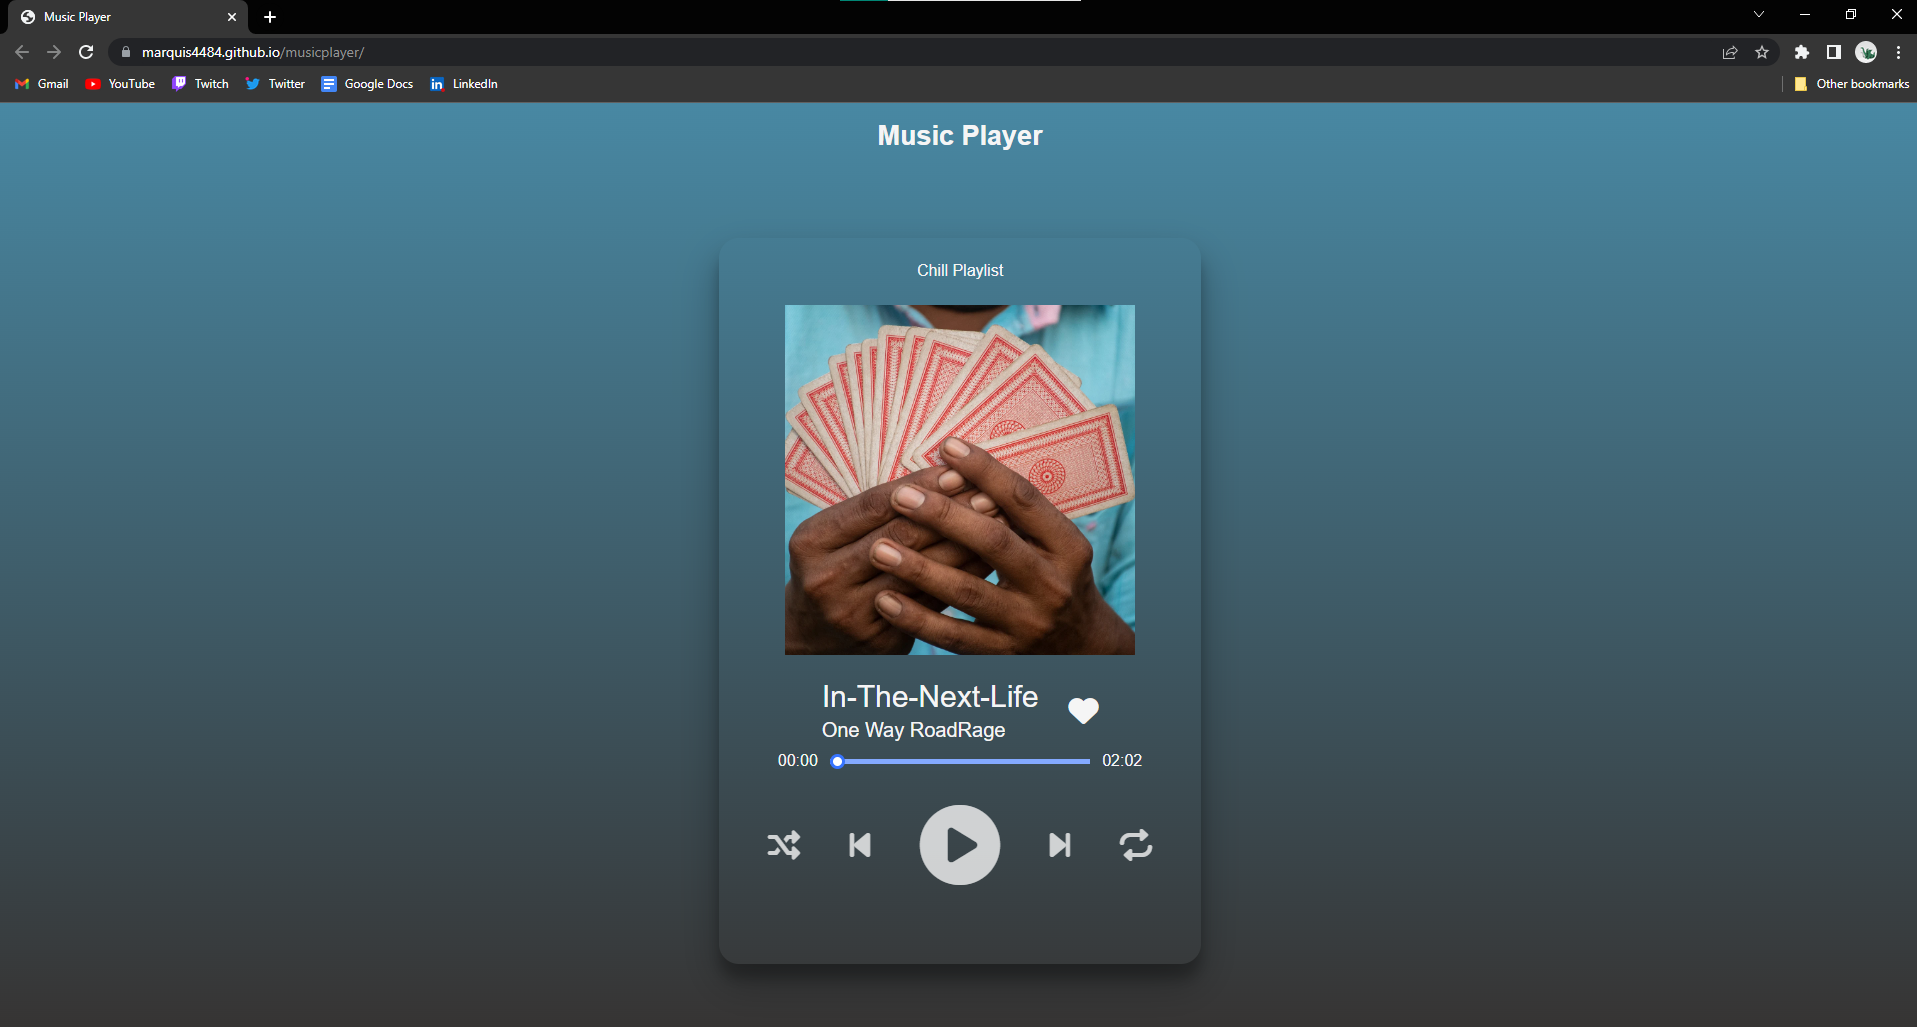 Music Player
marquis4484.github.io/musicplayer/
Gmail YouTube Twitch Twitter Google Docs LinkedIn Other bookmarks
Music Player
Chill Playlist
In-The-Next-Life
One Way RoadRage
00:00 02:02